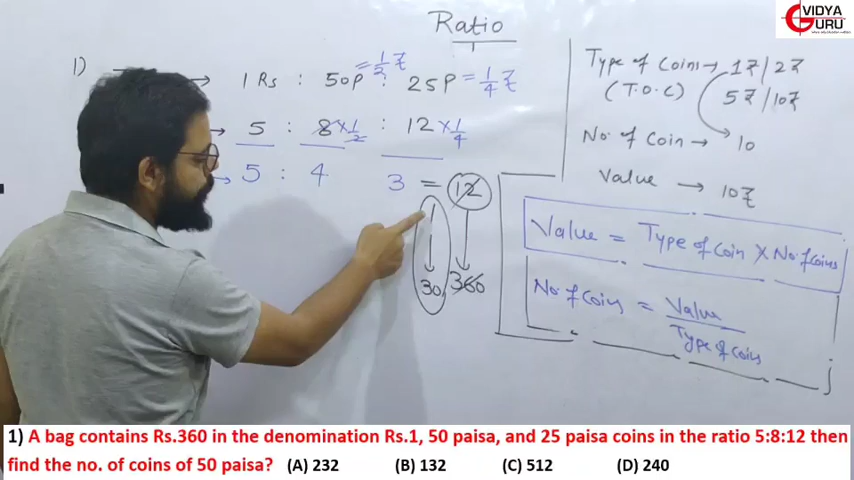 VIDYA
GURU
Ratio
1) → 1 Rs : 50P = 1/2 ₹ : 25P = 1/4 ₹
→ 5 : 8 × 1/2 : 12 × 1/4
→ 5 : 4 3 = 12
30 360
Type of Coins → 1₹/2₹
(T.O.C) 5₹/10₹
No. of Coin → 10
Value → 10₹
Value = Type of Coin × No. of Coins
No. of Coin = Value / Type of Coins
1) A bag contains Rs.360 in the denomination Rs.1, 50 paisa, and 25 paisa coins in the ratio 5:8:12 then
find the no. of coins of 50 paisa? (A) 232 (B) 132 (C) 512 (D) 240